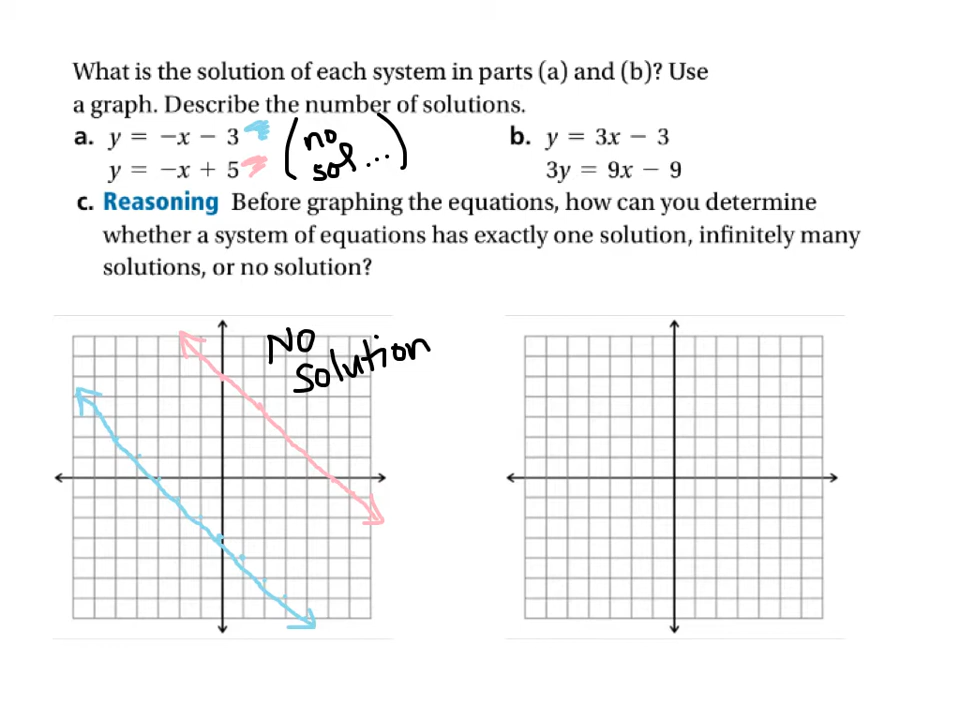 What is the solution of each system in parts (a) and (b)? Use
a graph. Describe the number of solutions.
a. y = −x − 3
y = −x + 5
(no
sol...)
b. y = 3x − 3
3y = 9x − 9
c. Reasoning Before graphing the equations, how can you determine
whether a system of equations has exactly one solution, infinitely many
solutions, or no solution?
NO
solution